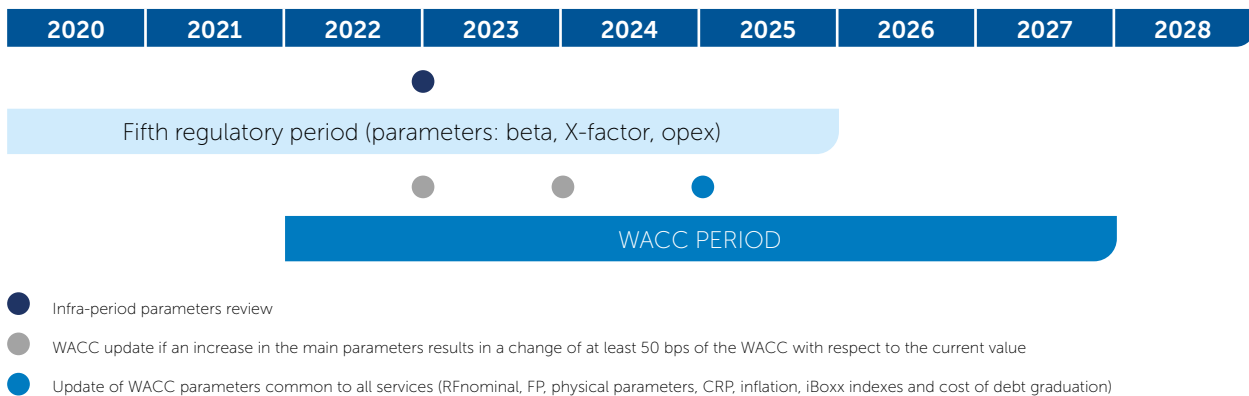 2020 2021 2022 2023 2024 2025 2026 2027 2028
Fifth regulatory period (parameters: beta, X-factor, opex)
WACC PERIOD
Infra-period parameters review
WACC update if an increase in the main parameters results in a change of at least 50 bps of the WACC with respect to the current value
Update of WACC parameters common to all services (RFnominal, FP, physical parameters, CRP, inflation, iBoxx indexes and cost of debt graduation)